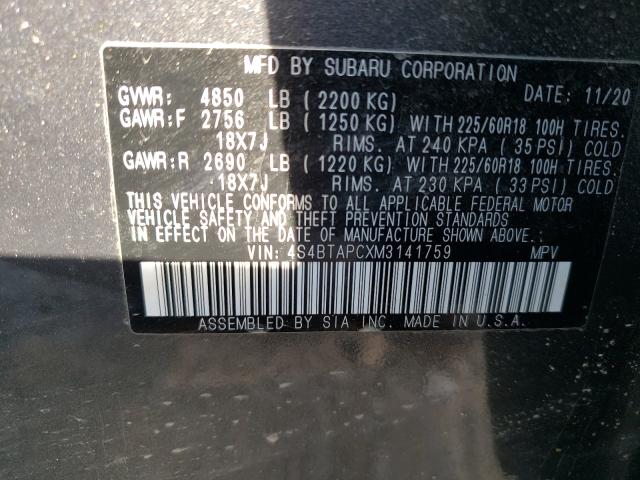 MFD BY SUBARU CORPORATION
GVWR: 4850 LB (2200 KG) DATE: 11/20
GAWR:F 2756 LB (1250 KG) WITH 225/60R18 100H TIRES.
18X7J RIMS. AT 240 KPA (35 PSI) COLD
GAWR:R 2690 LB (1220 KG) WITH 225/60R18 100H TIRES.
18X7J RIMS. AT 230 KPA (33 PSI) COLD
THIS VEHICLE CONFORMS TO ALL APPLICABLE FEDERAL MOTOR
VEHICLE SAFETY AND THEFT PREVENTION STANDARDS
IN EFFECT ON THE DATE OF MANUFACTURE SHOWN ABOVE.
VIN: 4S4BTAPCXM3141759 MPV
ASSEMBLED BY SIA INC. MADE IN U.S.A.